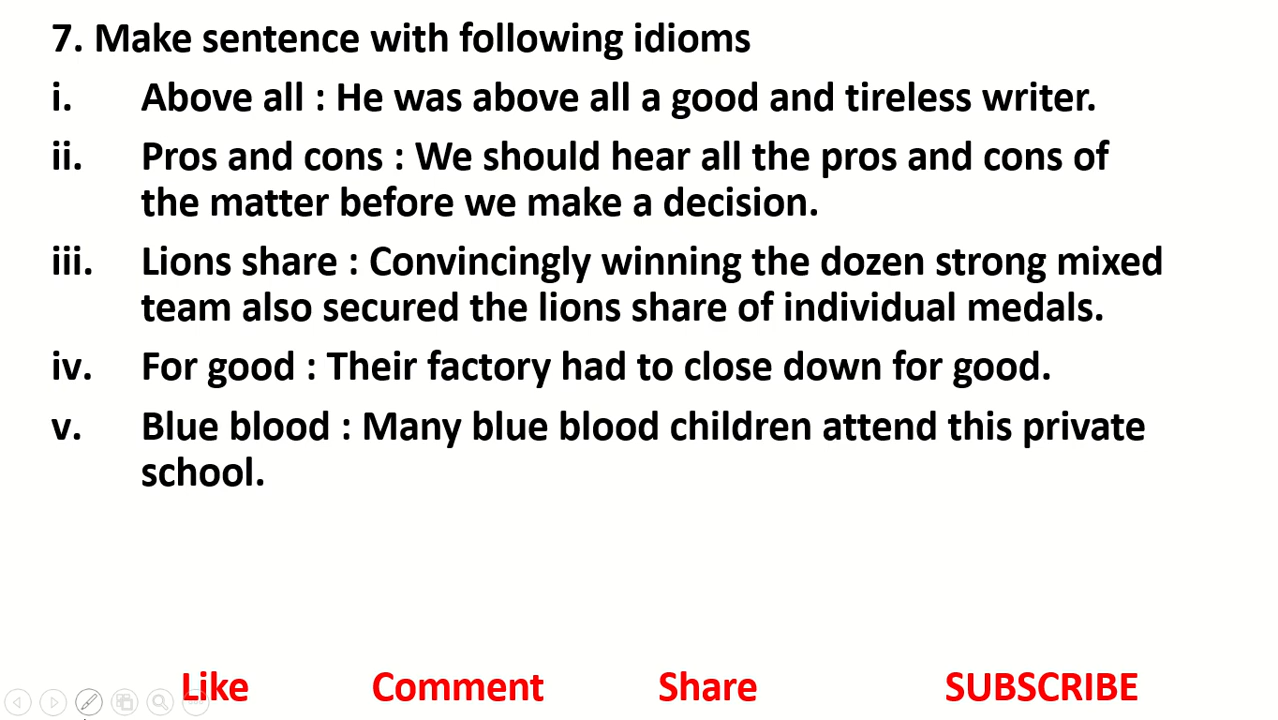 7. Make sentence with following idioms
i. Above all : He was above all a good and tireless writer.
ii. Pros and cons : We should hear all the pros and cons of
the matter before we make a decision.
iii. Lions share : Convincingly winning the dozen strong mixed
team also secured the lions share of individual medals.
iv. For good : Their factory had to close down for good.
v. Blue blood : Many blue blood children attend this private
school.
Like Comment Share SUBSCRIBE